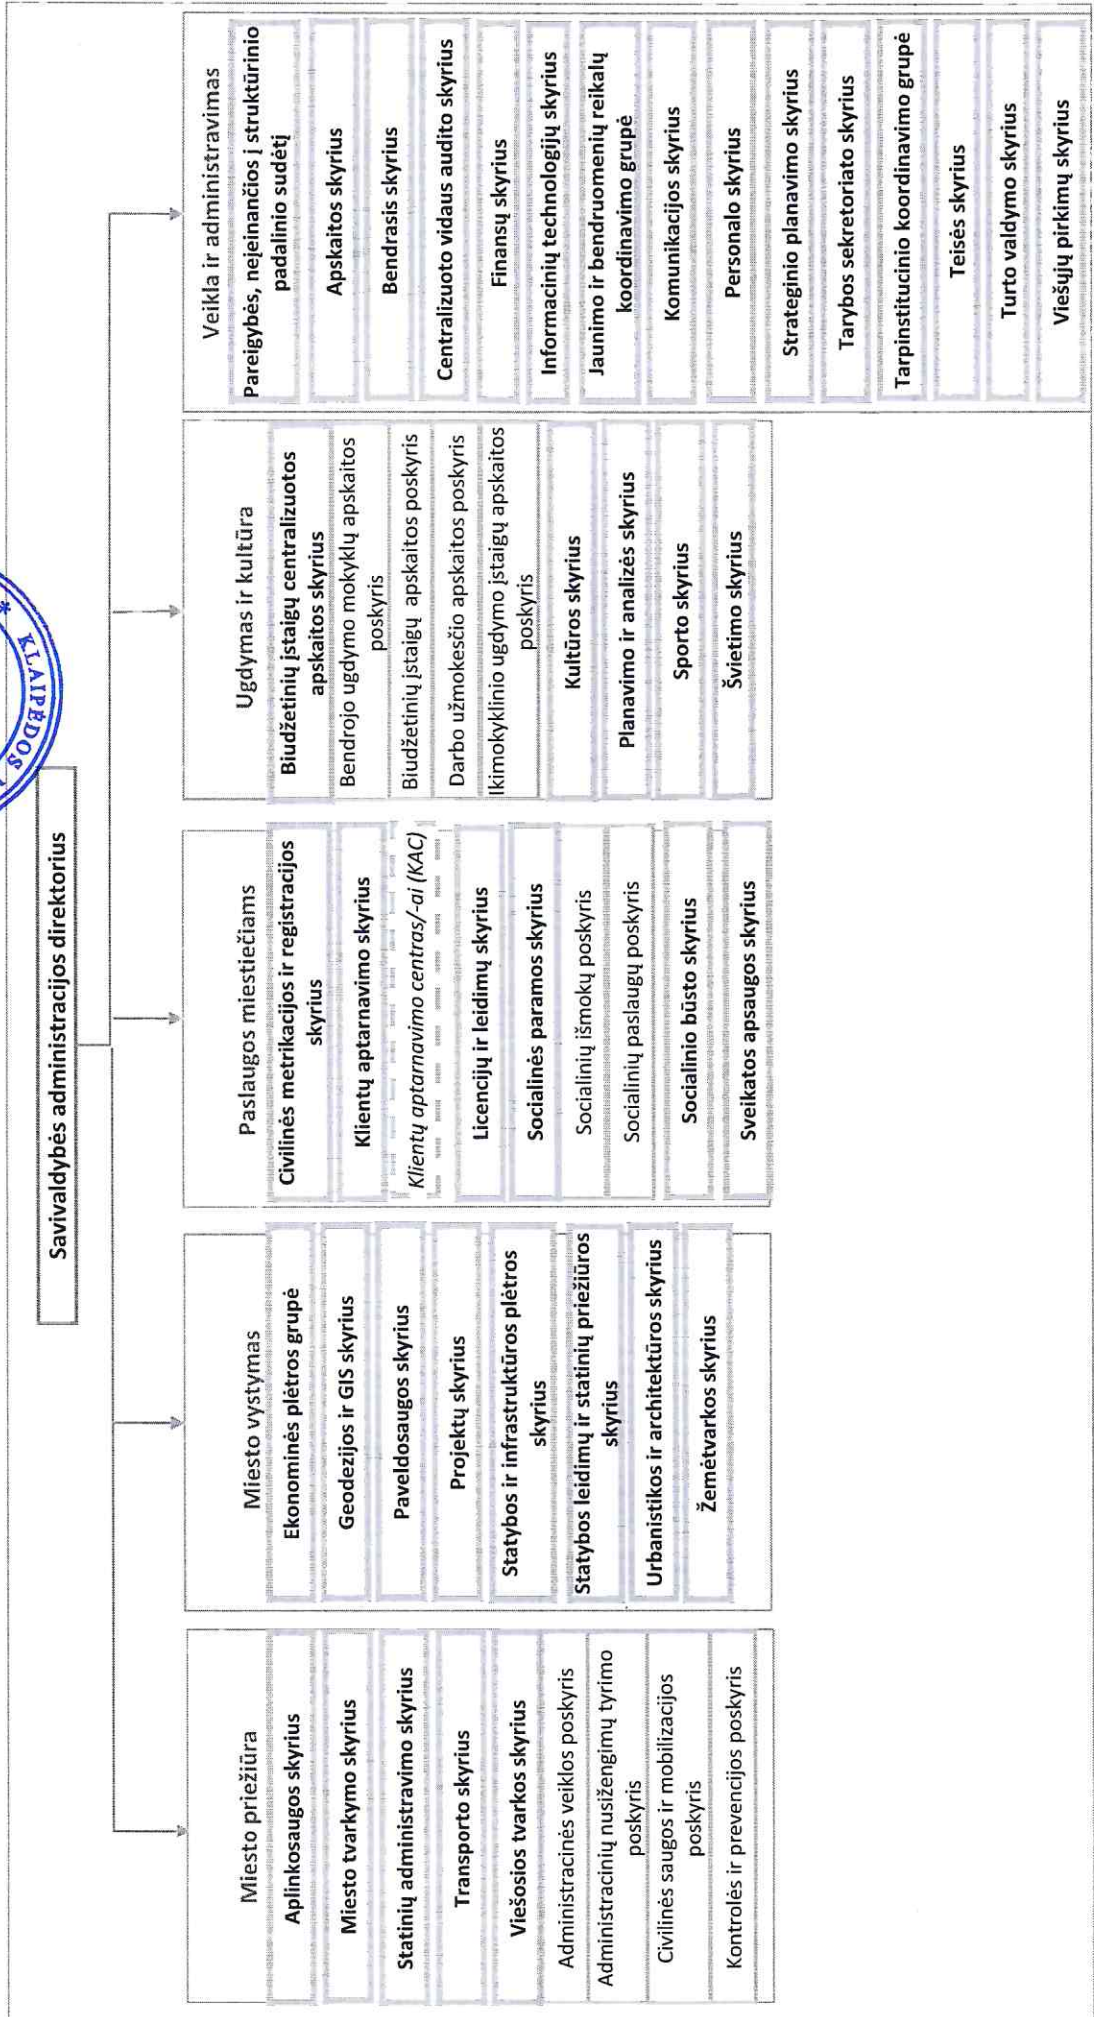 KLAIPĖDOS
Savivaldybės administracijos direktorius
Miesto priežiūra
Aplinkosaugos skyrius
Miesto tvarkymo skyrius
Statinių administravimo skyrius
Transporto skyrius
Viešosios tvarkos skyrius
Administracinės veiklos poskyris
Administracinių nusižengimų tyrimo
poskyris
Civilinės saugos ir mobilizacijos
poskyris
Kontrolės ir prevencijos poskyris
Miesto vystymas
Ekonominės plėtros grupė
Geodezijos ir GIS skyrius
Paveldosaugos skyrius
Projektų skyrius
Statybos ir infrastruktūros plėtros
skyrius
Statybos leidimų ir statinių priežiūros
skyrius
Urbanistikos ir architektūros skyrius
Žemėtvarkos skyrius
Paslaugos miestiečiams
Civilinės metrikacijos ir registracijos
skyrius
Klientų aptarnavimo skyrius
Klientų aptarnavimo centras/-ai (KAC)
Licencijų ir leidimų skyrius
Socialinės paramos skyrius
Socialinių išmokų poskyris
Socialinių paslaugų poskyris
Socialinio būsto skyrius
Sveikatos apsaugos skyrius
Ugdymas ir kultūra
Biudžetinių įstaigų centralizuotos
apskaitos skyrius
Bendrojo ugdymo mokyklų apskaitos
poskyris
Biudžetinių įstaigų apskaitos poskyris
Darbo užmokesčio apskaitos poskyris
Ikimokyklinio ugdymo įstaigų apskaitos
poskyris
Kultūros skyrius
Planavimo ir analizės skyrius
Sporto skyrius
Švietimo skyrius
Veikla ir administravimas
Pareigybės, neįeinančios į struktūrinio
padalinio sudėtį
Apskaitos skyrius
Bendrasis skyrius
Centralizuoto vidaus audito skyrius
Finansų skyrius
Informacinių technologijų skyrius
Jaunimo ir bendruomenių reikalų
koordinavimo grupė
Komunikacijos skyrius
Personalo skyrius
Strateginio planavimo skyrius
Tarybos sekretoriato skyrius
Tarpinstitucinio koordinavimo grupė
Teisės skyrius
Turto valdymo skyrius
Viešųjų pirkimų skyrius